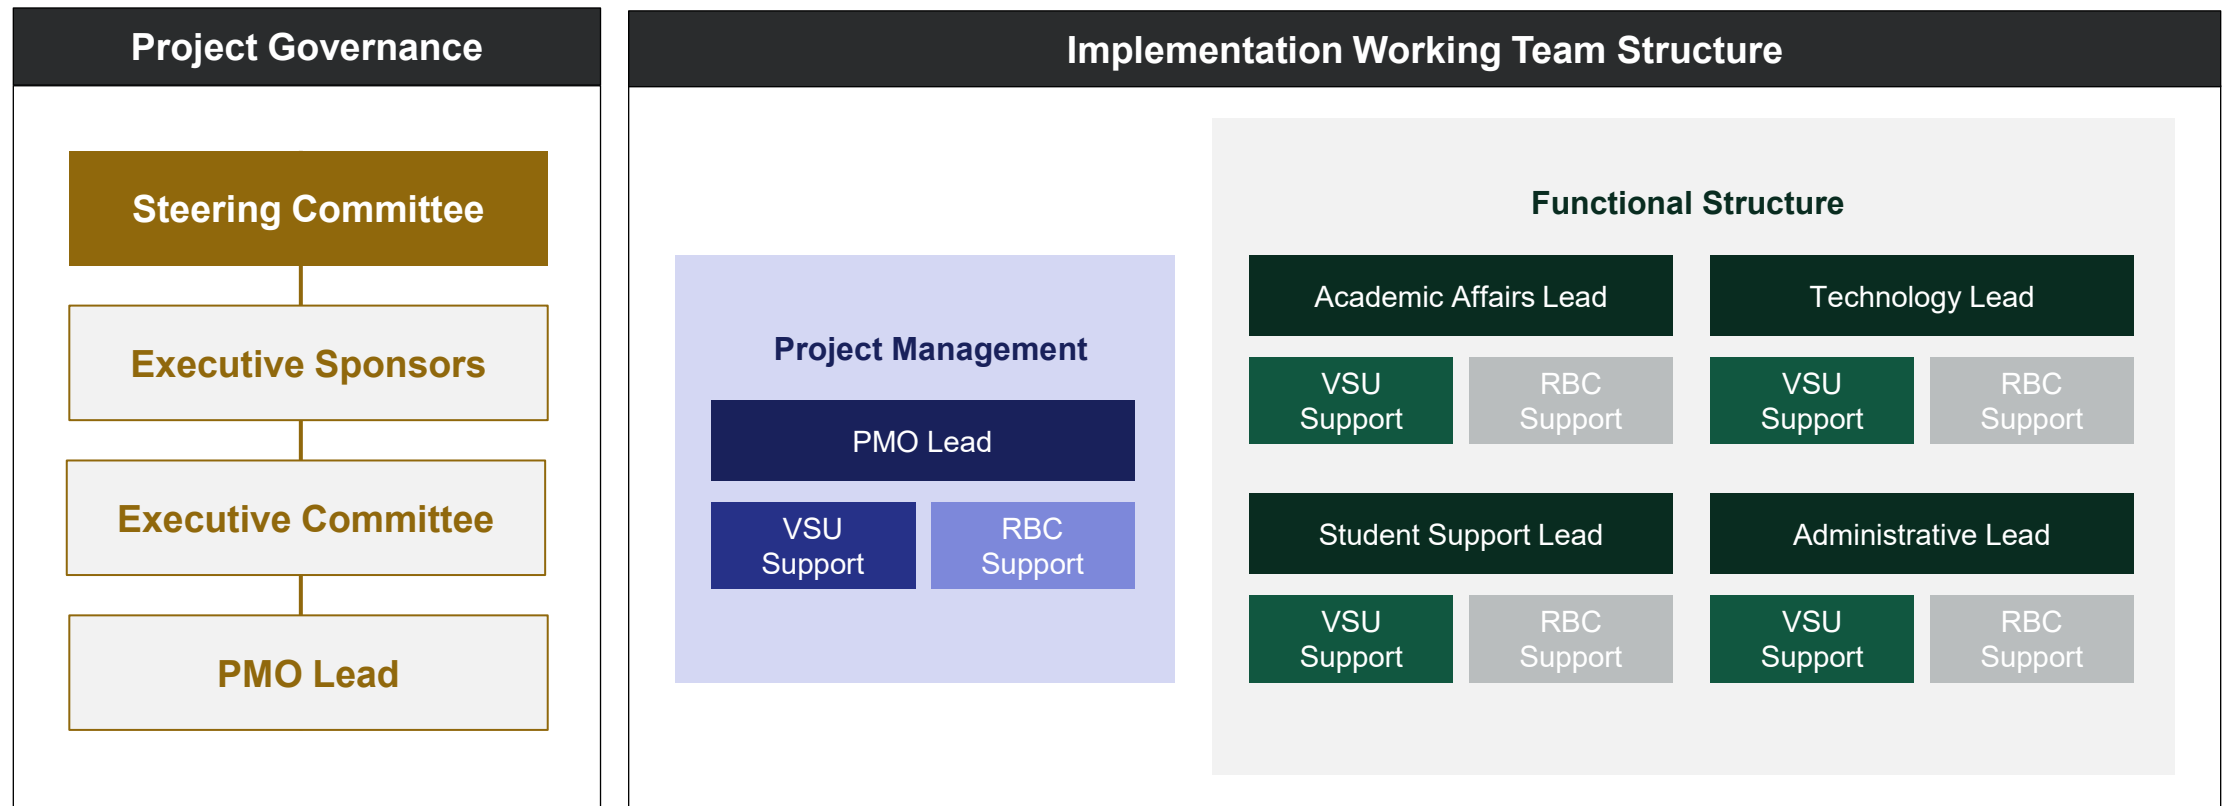 Project Governance
Steering Committee
Executive Sponsors
Executive Committee
PMO Lead
Implementation Working Team Structure
Project Management
PMO Lead
VSU
Support
RBC
Support
Functional Structure
Academic Affairs Lead
VSU
Support
RBC
Support
Technology Lead
VSU
Support
RBC
Support
Student Support Lead
VSU
Support
RBC
Support
Administrative Lead
VSU
Support
RBC
Support